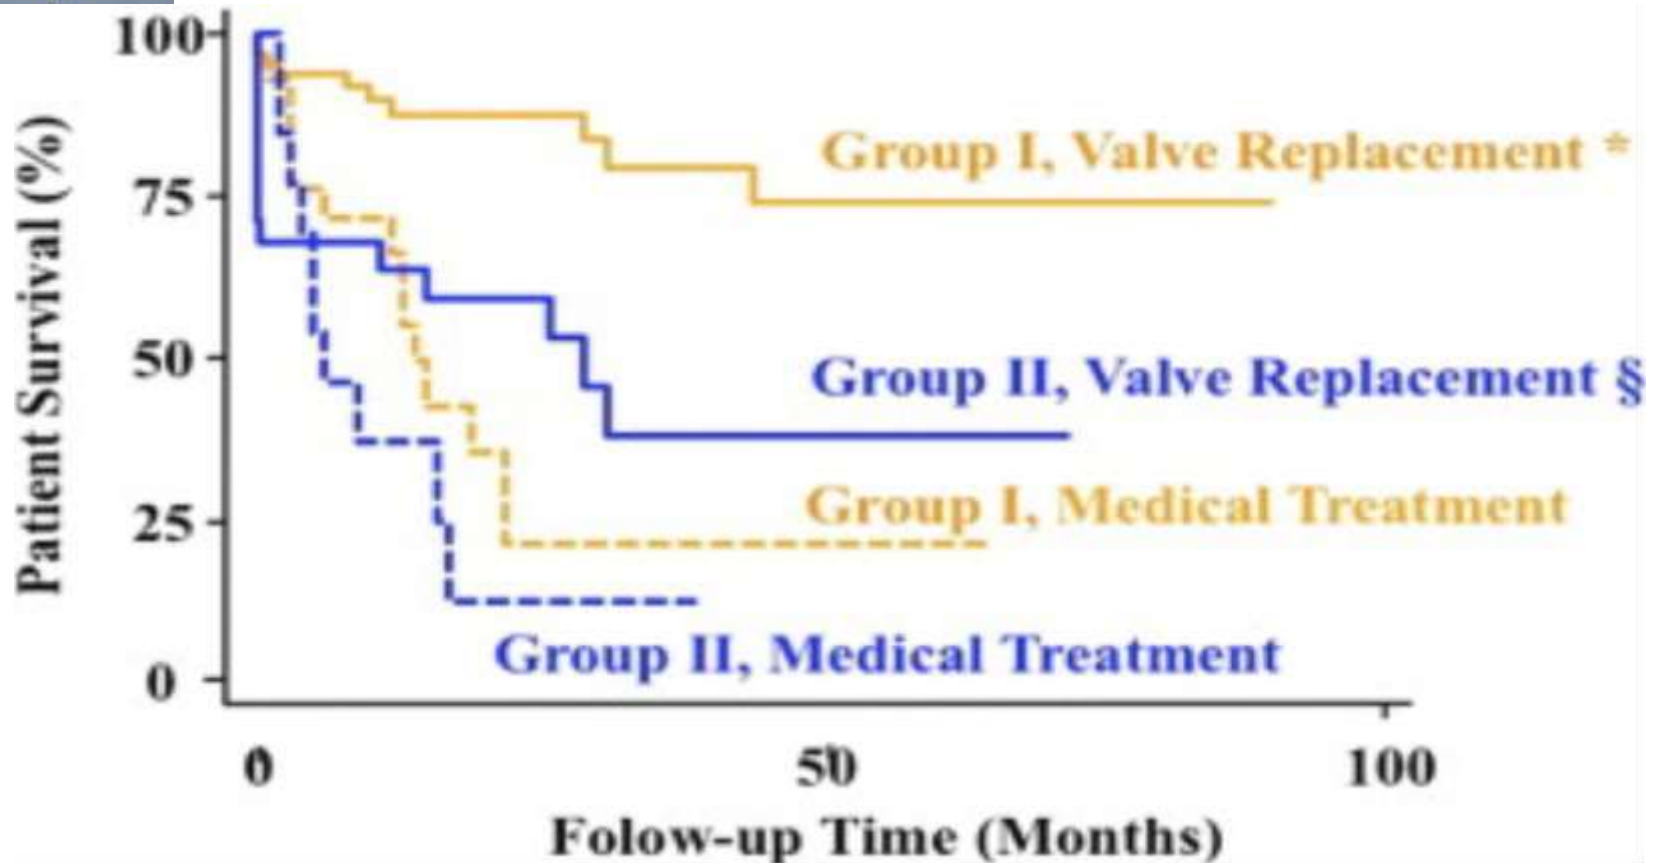 100
75
50
25
0
Patient Survival (%)
Group I, Valve Replacement *
Group II, Valve Replacement §
Group I, Medical Treatment
Group II, Medical Treatment
0 50 100
Folow-up Time (Months)